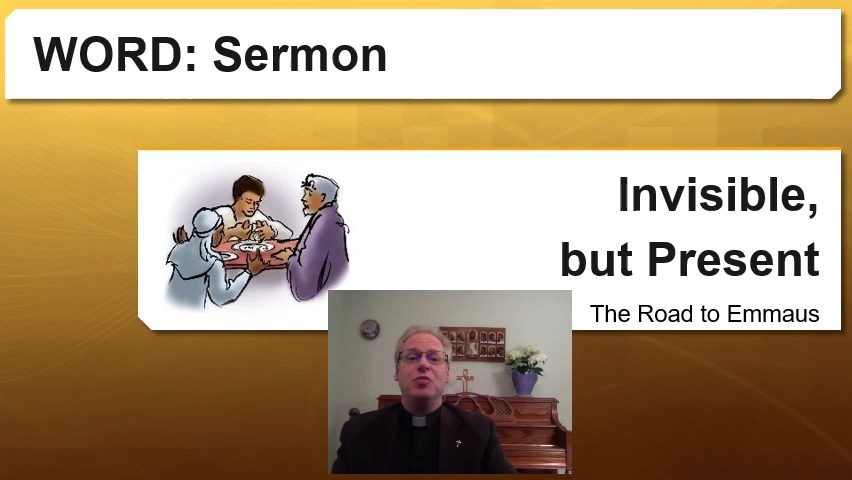 WORD: Sermon
Invisible,
but Present
The Road to Emmaus